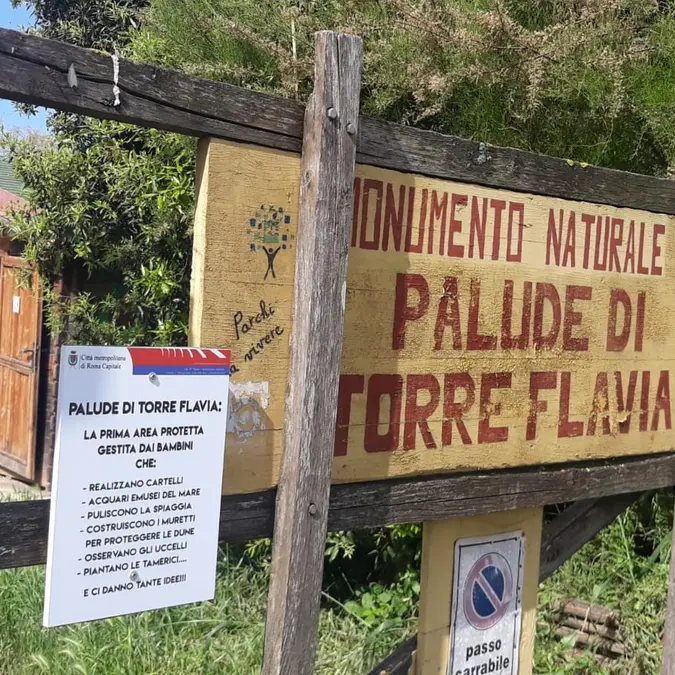 MONUMENTO NATURALE
PALUDE DI
TORRE FLAVIA
Parchi
da vivere
Città metropolitana
di Roma Capitale
PALUDE DI TORRE FLAVIA:
LA PRIMA AREA PROTETTA
GESTITA DAI BAMBINI
CHE:
- REALIZZANO CARTELLI
- ACQUARI EMUSEI DEL MARE
- PULISCONO LA SPIAGGIA
- COSTRUISCONO I MURETTI
PER PROTEGGERE LE DUNE
- OSSERVANO GLI UCCELLI
- PIANTANO LE TAMERICI....
E CI DANNO TANTE IDEE!!!
passo
carrabile